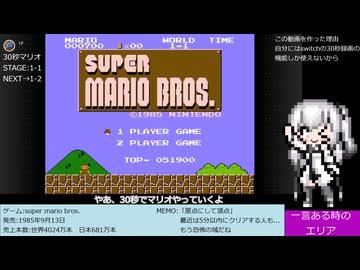 1P
30秒マリオ
STAGE:1-1
NEXT→1-2
MARIO WORLD TIME
000700 ×00 1-1
SUPER
MARIO BROS.
©1985 NINTENDO
1 PLAYER GAME
2 PLAYER GAME
TOP- 051900
やあ、30秒でマリオやっていくよ
この動画を作った理由
自分にはswitchの30秒録画の
機能しか使えないから
ゲーム:super mario bros.
発売:1985年9月13日
売上本数:世界4024万本 日本681万本
MEMO:「原点にして頂点」
最近は5分以内にクリアする人も...
もう恐怖の域だね
一言ある時の
エリア